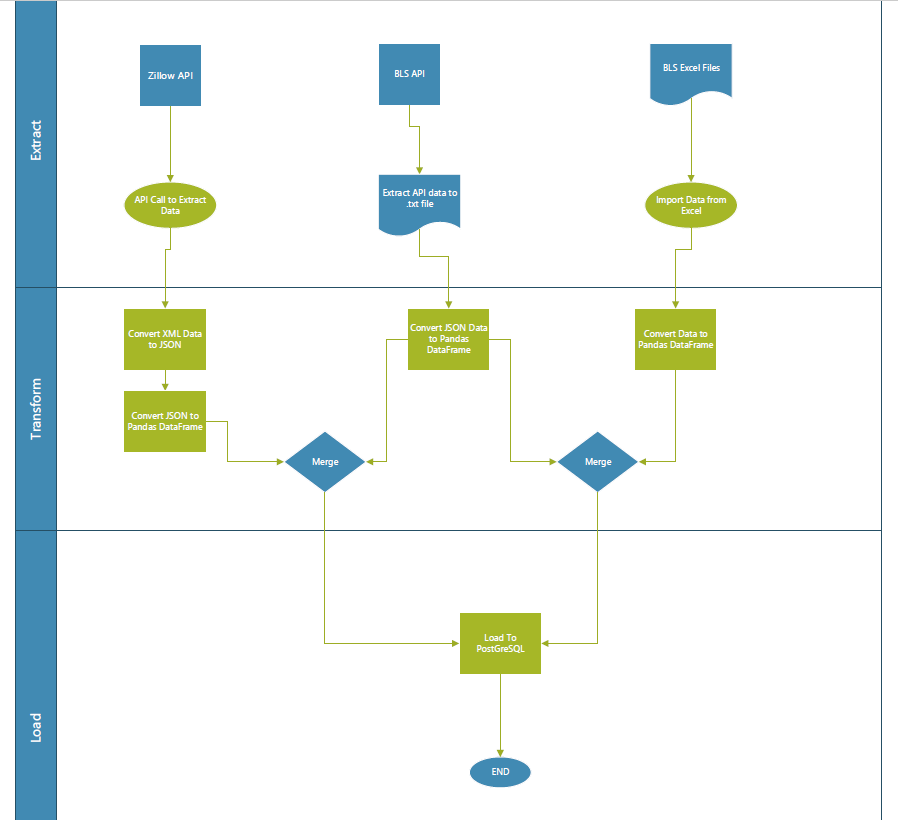 Extract
Zillow API
BLS API
BLS Excel Files
API Call to Extract
Data
Extract API data to
.txt file
Import Data from
Excel
Transform
Convert XML Data
to JSON
Convert JSON Data
to Pandas
DataFrame
Convert Data to
Pandas DataFrame
Convert JSON to
Pandas DataFrame
Merge
Merge
Load
Load To
PostGreSQL
END